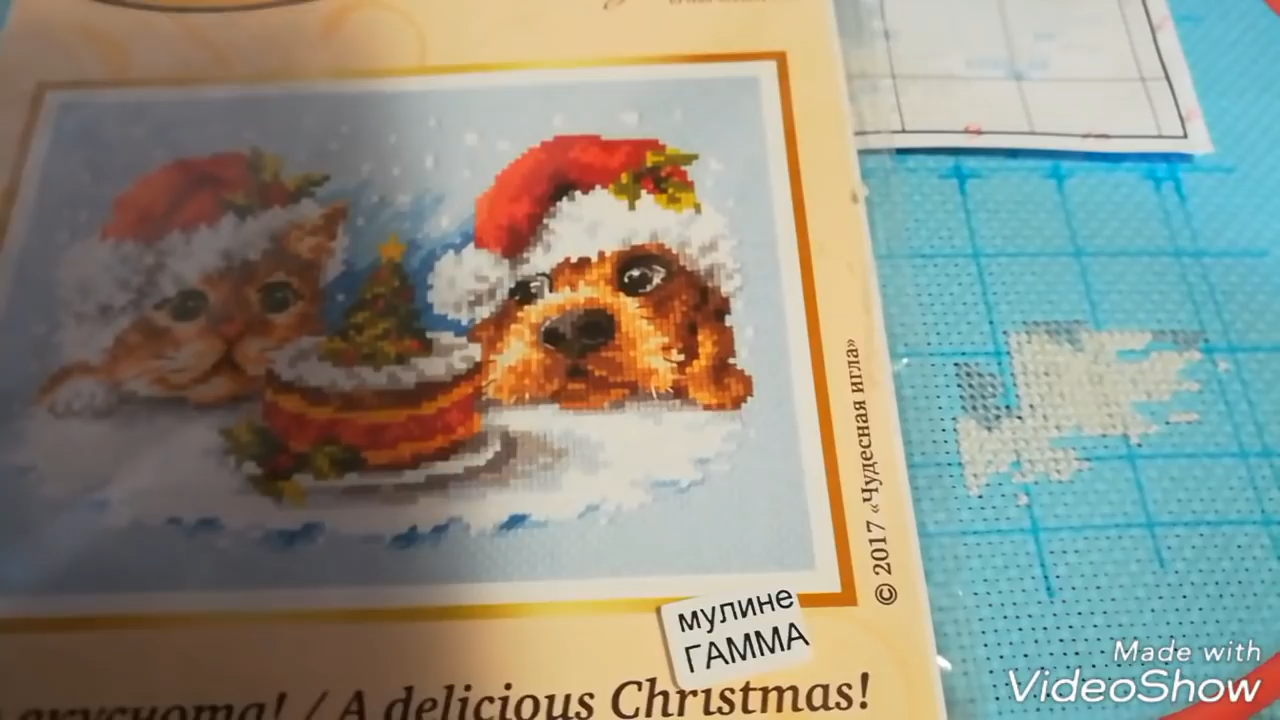 © 2017 «Чудесная игла»
мулине
ГАММА
вкуснота! / A delicious Christmas!
Made with
VideoShow